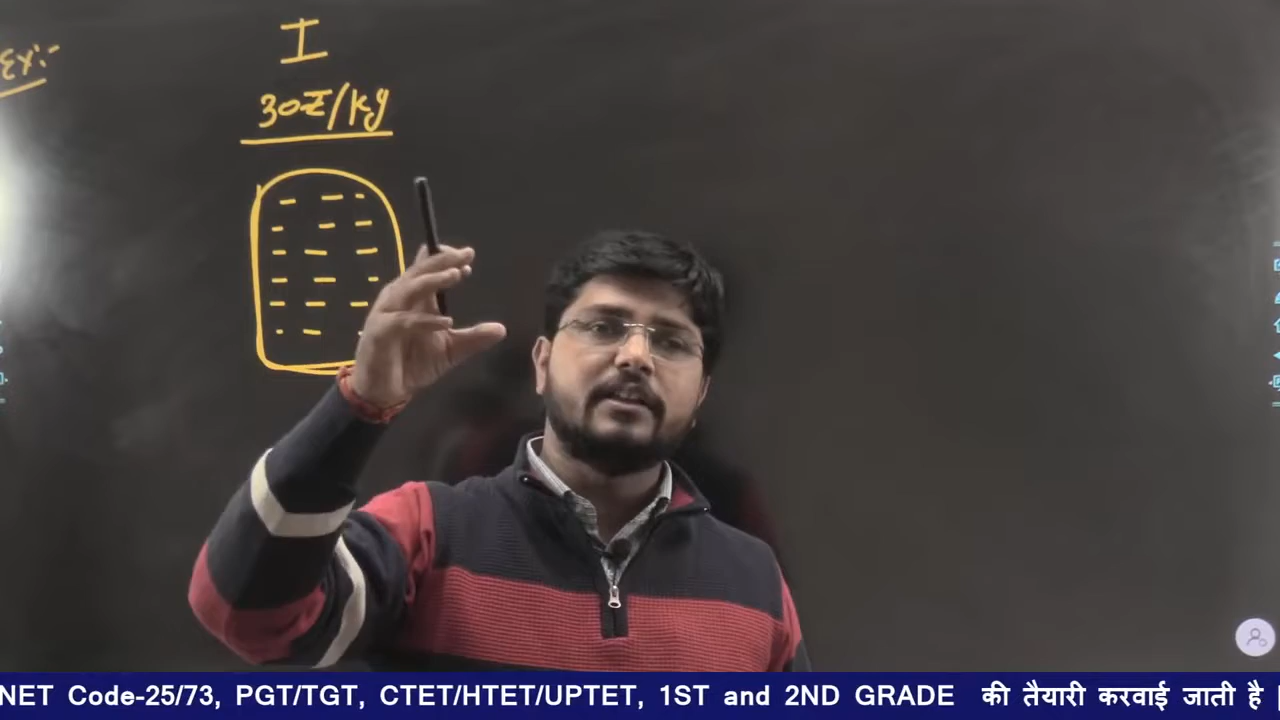 Ex:-
I
30₹/kg
NET Code-25/73, PGT/TGT, CTET/HTET/UPTET, 1ST and 2ND GRADE की तैयारी करवाई जाती है |